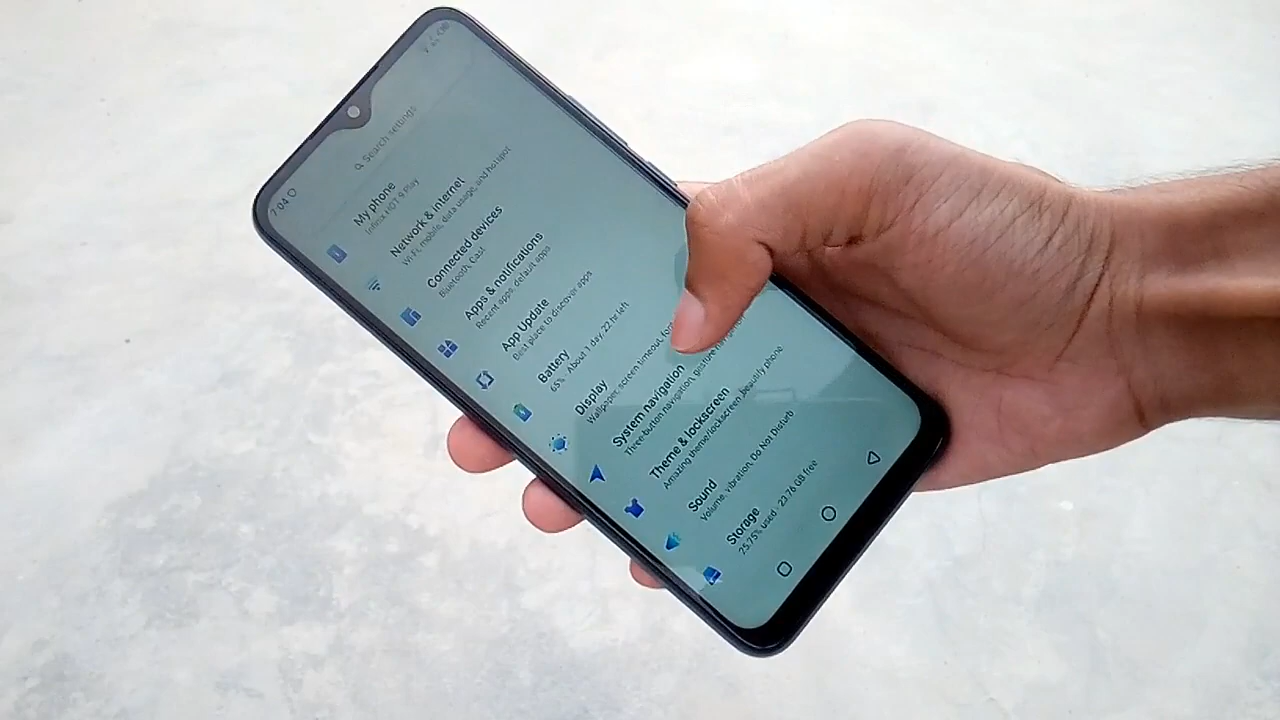 7:04
Search settings
My phone
Infinix HOT 9 Play
Network & internet
Wi-Fi, mobile, data usage, and hotspot
Connected devices
Bluetooth, Cast
Apps & notifications
Recent apps, default apps
App Update
Best place to discover apps
Battery
65% · About 1 day, 22 hr left
Display
Wallpaper, screen timeout, fon
System navigation
Three-button navigation, gesture navigation
Theme & lockscreen
Amazing theme/lockscreen ,beautify phone
Sound
Volume, Vibration, Do Not Disturb
Storage
25.75% used · 23.76 GB free